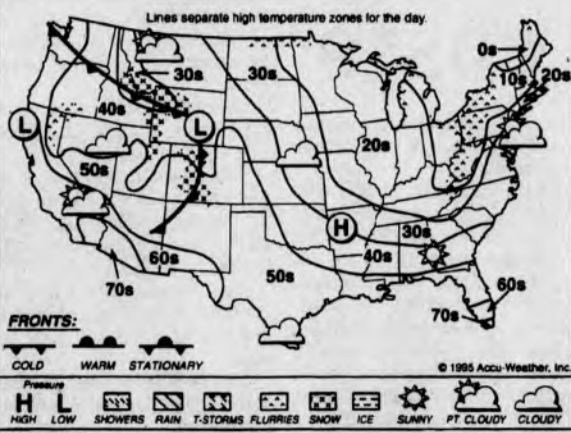 Lines separate high temperature zones for the day.
0s
30s
30s
10s
20s
40s
L
L
50s
20s
H
30s
60s
40s
50s
70s
60s
70s
FRONTS:
COLD WARM STATIONARY
© 1995 Accu-Weather, Inc.
Pressure
H L
HIGH LOW SHOWERS RAIN T-STORMS FLURRIES SNOW ICE SUNNY PT. CLOUDY CLOUDY